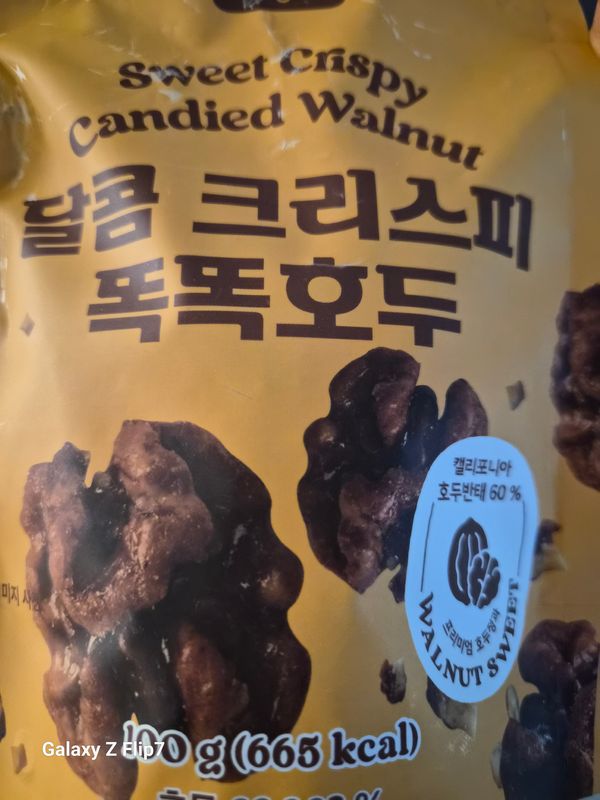 Sweet Crispy
Candied Walnut
달콤 크리스피
똑똑호두
캘리포니아
호두반태 60 %
프리미엄 호두정과
WALNUT SWEET
100 g (665 kcal)
Galaxy Z Flip7